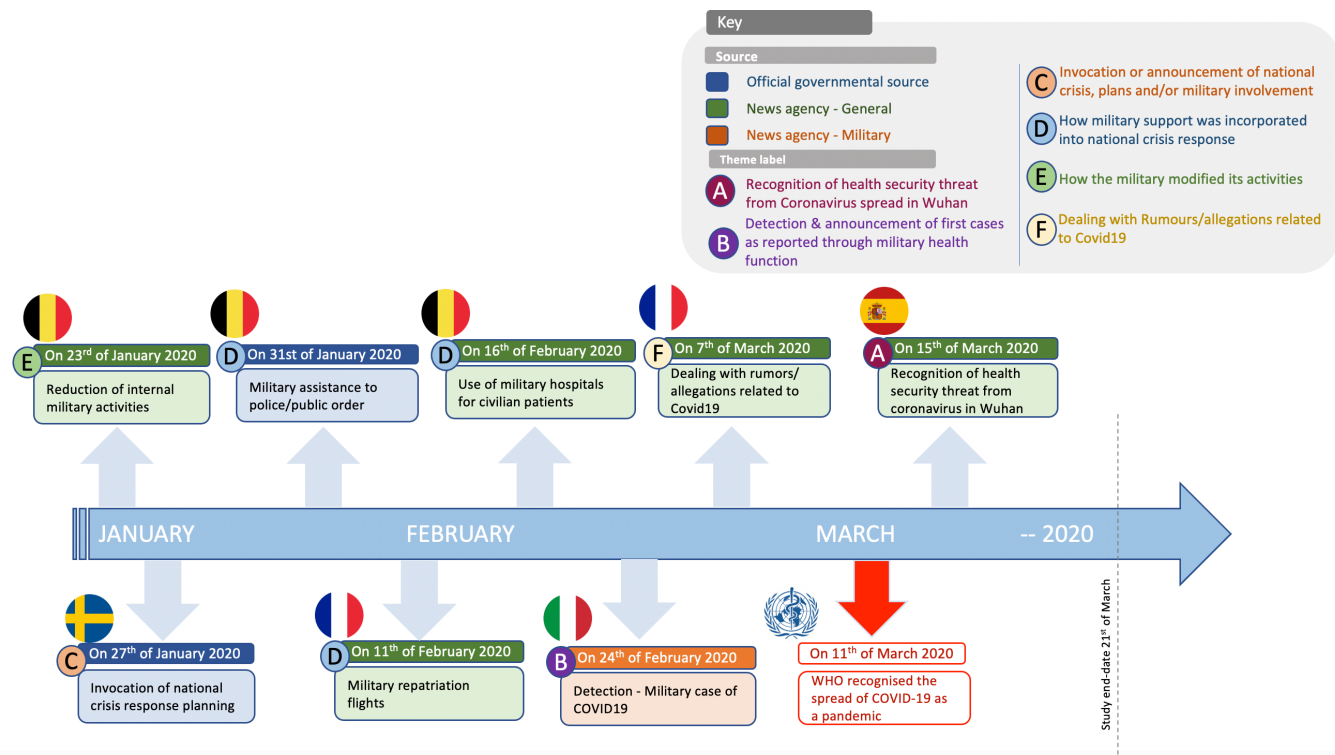 Key
Source
Official governmental source
News agency - General
News agency - Military
Theme label
A
Recognition of health security threat
from Coronavirus spread in Wuhan
B
Detection & announcement of first cases
as reported through military health
function
C
Invocation or announcement of national
crisis, plans and/or military involvement
D
How military support was incorporated
into national crisis response
E
How the military modified its activities
F
Dealing with Rumours/allegations related
to Covid19
E
On 23rd of January 2020
Reduction of internal
military activities
D
On 31st of January 2020
Military assistance to
police/public order
D
On 16th of February 2020
Use of military hospitals
for civilian patients
F
On 7th of March 2020
Dealing with rumors/
allegations related to
Covid19
A
On 15th of March 2020
Recognition of health
security threat from
coronavirus in Wuhan
JANUARY
FEBRUARY
MARCH
-- 2020
C
On 27th of January 2020
Invocation of national
crisis response planning
D
On 11th of February 2020
Military repatriation
flights
B
On 24th of February 2020
Detection - Military case of
COVID19
On 11th of March 2020
WHO recognised the
spread of COVID-19 as
a pandemic
Study end-date 21st of March